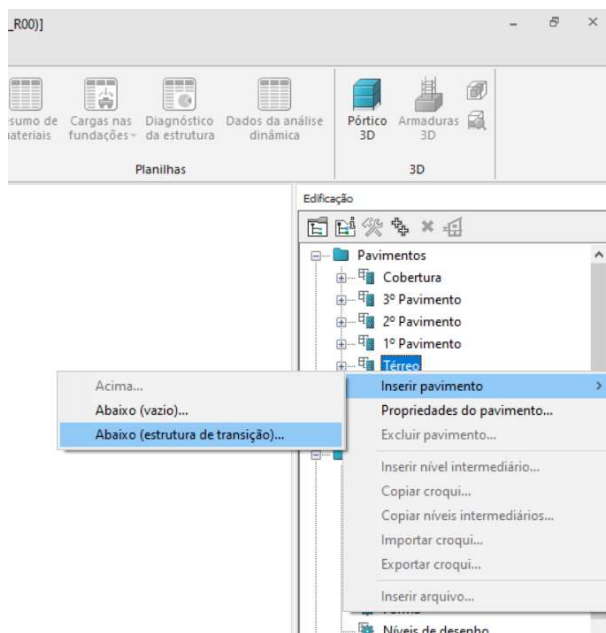 _R00)]
Cargas nas
fundações
Diagnóstico
da estrutura
Dados da análise
dinâmica
Pórtico
3D
Armaduras
3D
Planilhas
3D
Edificação
Pavimentos
Cobertura
3º Pavimento
2º Pavimento
1º Pavimento
Térreo
Acima...
Abaixo (vazio)...
Abaixo (estrutura de transição)...
Inserir pavimento
Propriedades do pavimento...
Excluir pavimento...
Inserir nível intermediário...
Copiar croqui...
Copiar níveis intermediários...
Importar croqui...
Exportar croqui...
Inserir arquivo...
Níveis de desenho